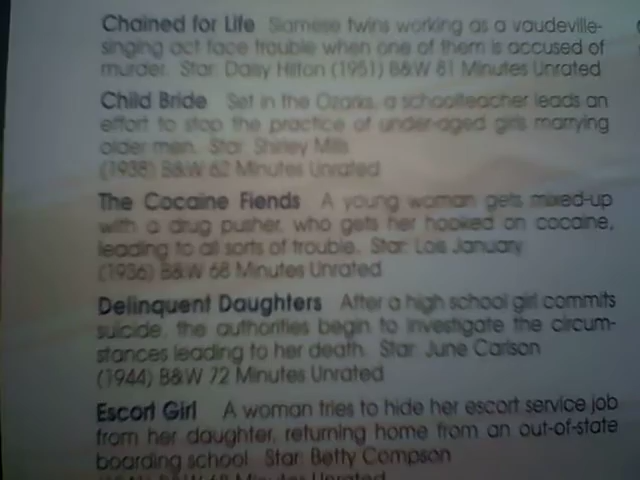 Chained for Life Siamese twins working as a vaudeville-
singing act face trouble when one of them is accused of
murder. Star: Daisy Hilton (1951) B&W 81 Minutes Unrated
Child Bride Set in the Ozarks, a schoolteacher leads an
effort to stop the practice of under-aged girls marrying
older men. Star: Shirley Mills
(1938) B&W 62 Minutes Unrated
The Cocaine Fiends A young woman gets mixed-up
with a drug pusher, who gets her hooked on cocaine,
leading to all sorts of trouble. Star: Lois January
(1936) B&W 68 Minutes Unrated
Delinquent Daughters After a high school girl commits
suicide, the authorities begin to investigate the circum-
stances leading to her death. Star: June Carlson
(1944) B&W 72 Minutes Unrated
Escort Girl A woman tries to hide her escort service job
from her daughter, returning home from an out-of-state
boarding school. Star: Betty Compson
Minutes Unrated